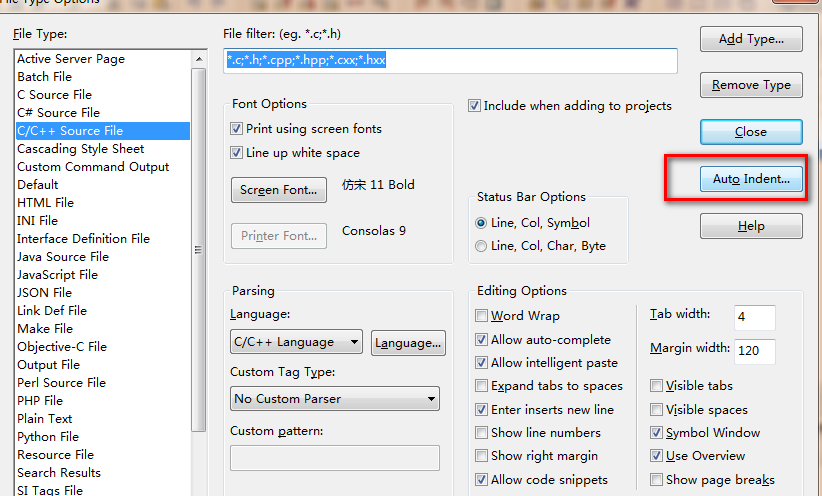 File Type Options
File Type:
Active Server Page
Batch File
C Source File
C# Source File
C/C++ Source File
Cascading Style Sheet
Custom Command Output
Default
HTML File
INI File
Interface Definition File
Java Source File
JavaScript File
JSON File
Link Def File
Make File
Objective-C File
Output File
Perl Source File
PHP File
Plain Text
Python File
Resource File
Search Results
SI Tags File
File filter: (eg. *.c;*.h)
*.c;*.h;*.cpp;*.hpp;*.cxx;*.hxx
Font Options
Print using screen fonts
Line up white space
Screen Font...
仿宋 11 Bold
Printer Font...
Consolas 9
Include when adding to projects
Status Bar Options
Line, Col, Symbol
Line, Col, Char, Byte
Add Type...
Remove Type
Close
Auto Indent...
Help
Parsing
Language:
C/C++ Language
Language...
Custom Tag Type:
No Custom Parser
Custom pattern:
Editing Options
Word Wrap
Allow auto-complete
Allow intelligent paste
Expand tabs to spaces
Enter inserts new line
Show line numbers
Show right margin
Allow code snippets
Tab width: 4
Margin width: 120
Visible tabs
Visible spaces
Symbol Window
Use Overview
Show page breaks